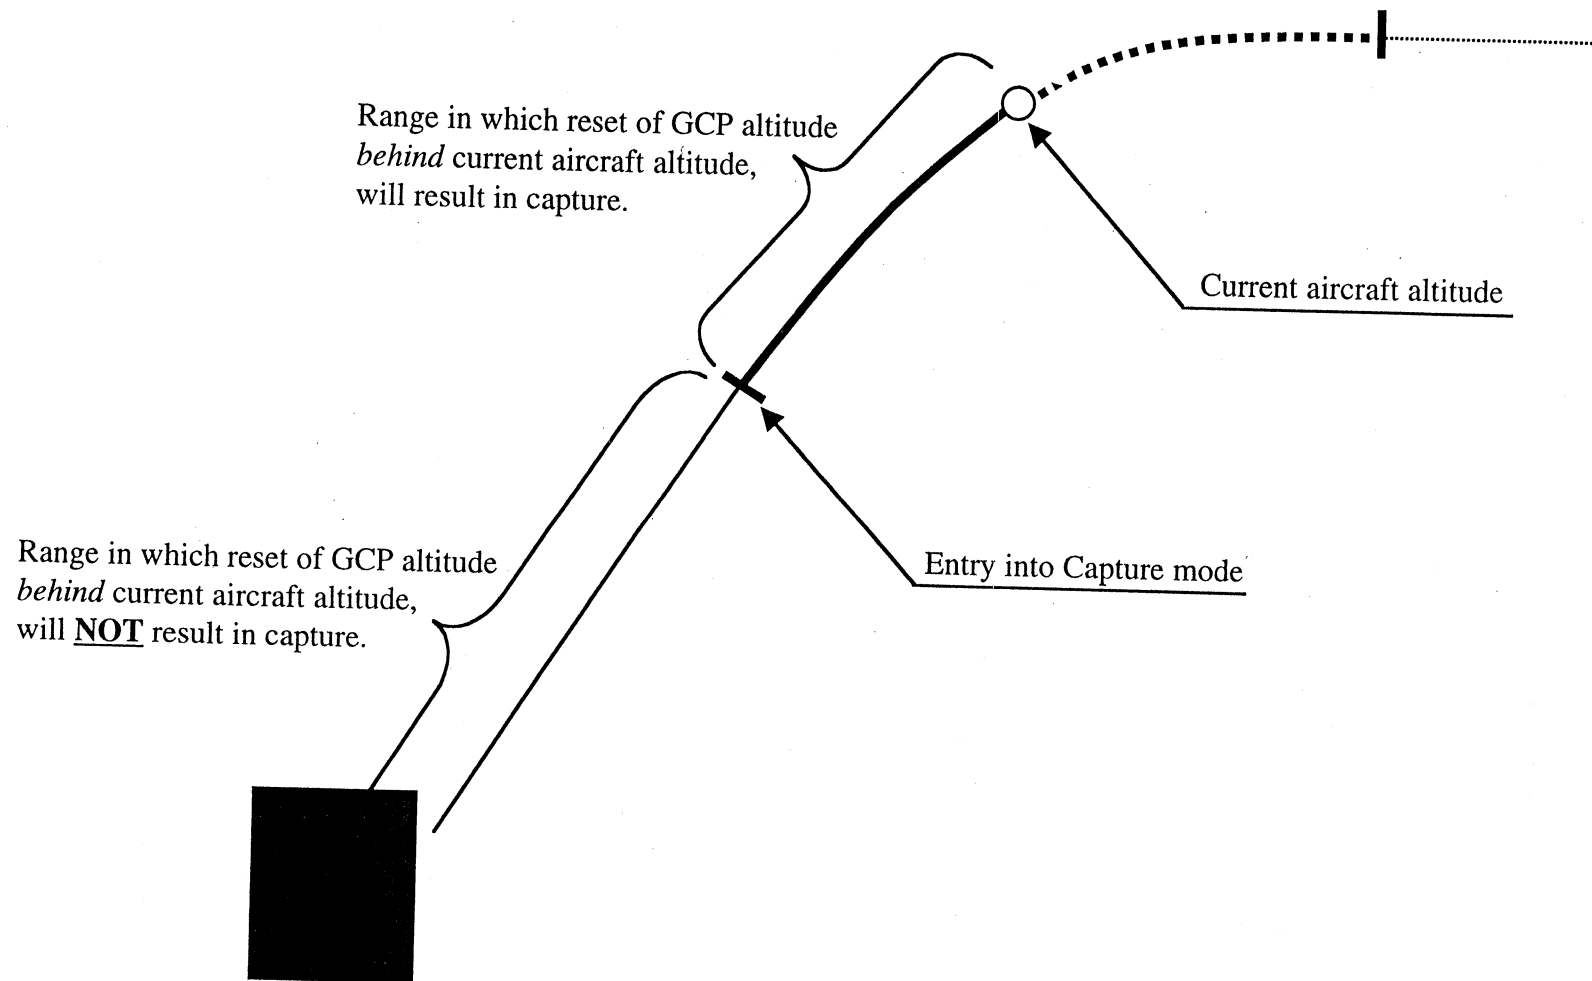 Range in which reset of GCP altitude
behind current aircraft altitude,
will result in capture.
Current aircraft altitude
Entry into Capture mode
Range in which reset of GCP altitude
behind current aircraft altitude,
will NOT result in capture.